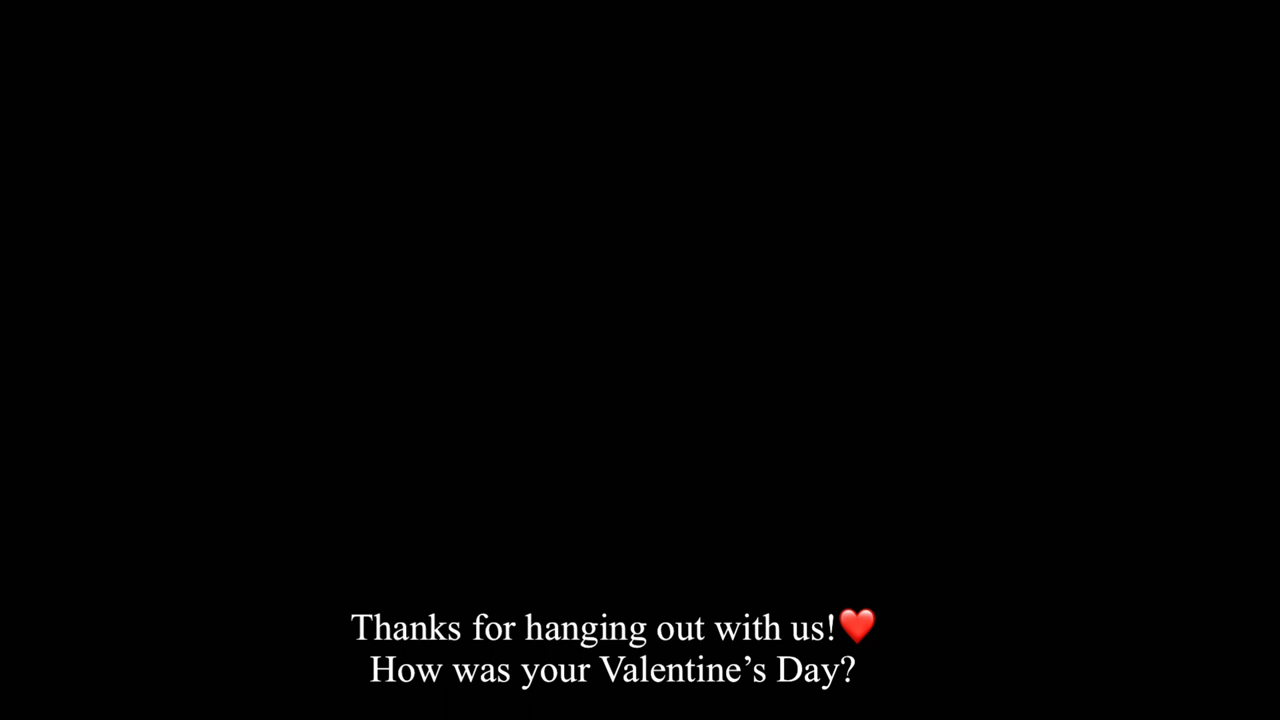 Thanks for hanging out with us!❤️
How was your Valentine’s Day?